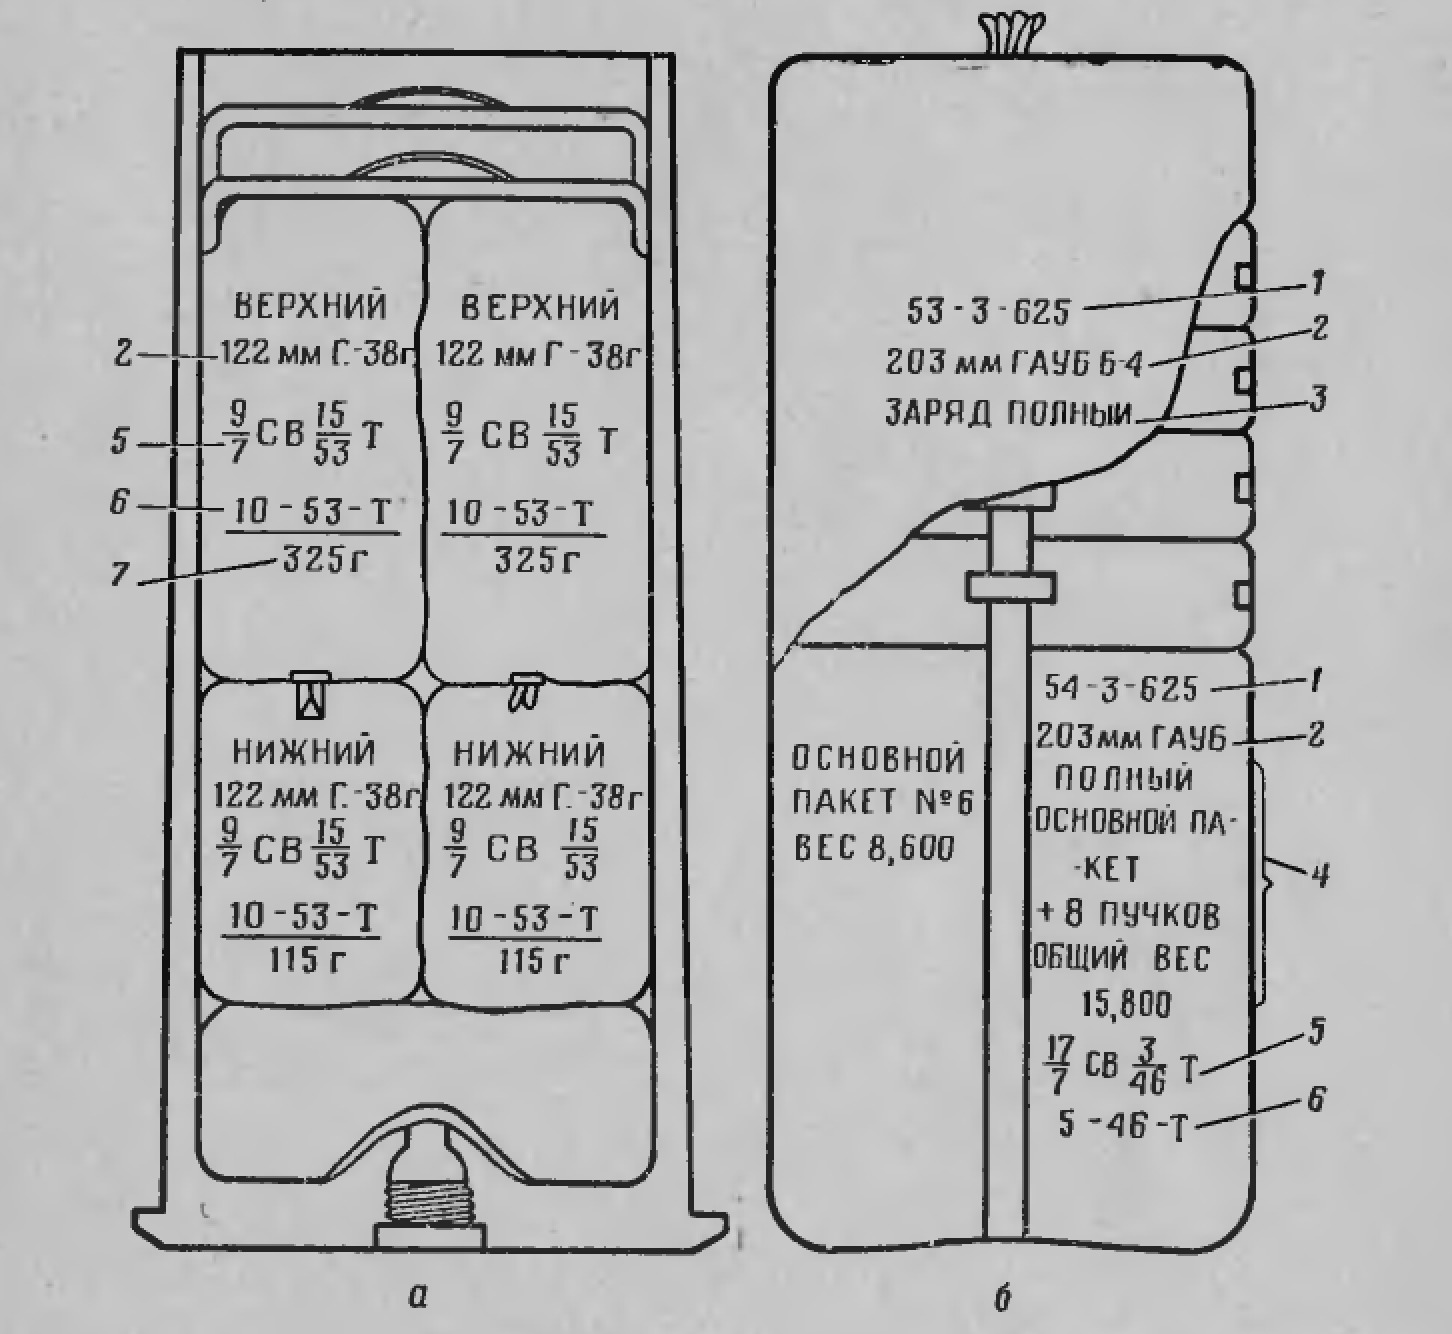 ВЕРХНИЙ
122 мм Г.-38г
9/7 СВ 15/53 Т
10-53-Т
325г
ВЕРХНИЙ
122 мм Г-38г
9/7 СВ 15/53 Т
10-53-Т
325г
2
5
6
7
НИЖНИЙ
122 мм Г.-38г
9/7 СВ 15/53 Т
10-53-Т
115 г
НИЖНИЙ
122 мм Г.-38г
9/7 СВ 15/53
10-53-Т
115 г
а
53-3-625
203 мм ГАУБ Б-4
ЗАРЯД ПОЛНЫЙ
1
2
3
ОСНОВНОЙ
ПАКЕТ №6
ВЕС 8,600
54-3-625
203мм ГАУБ
ПОЛНЫЙ
ОСНОВНОЙ ПА-
-КЕТ
+ 8 ПУЧКОВ
ОБЩИЙ ВЕС
15,800
17/7 СВ 3/46 Т
5-46-Т
1
2
4
5
6
б